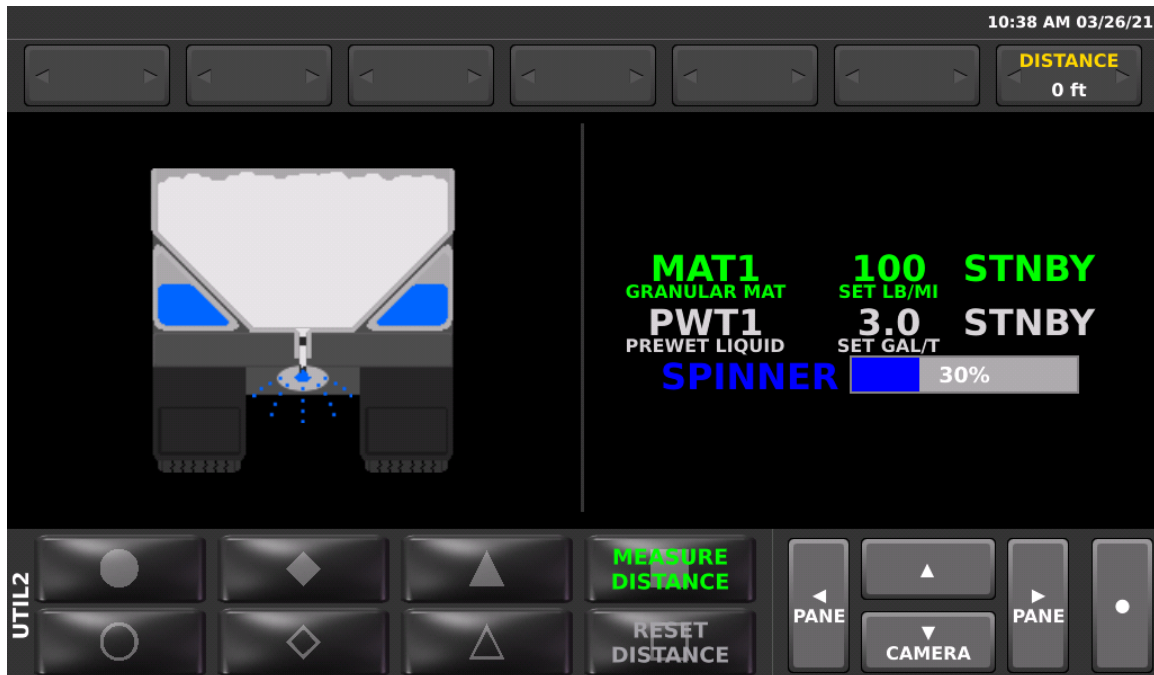 10:38 AM 03/26/21
DISTANCE
0 ft
MAT1 100 STNBY
GRANULAR MAT SET LB/MI
PWT1 3.0 STNBY
PREWET LIQUID SET GAL/T
SPINNER 30%
UTIL2
MEASURE
DISTANCE
RESET
DISTANCE
PANE
CAMERA
PANE